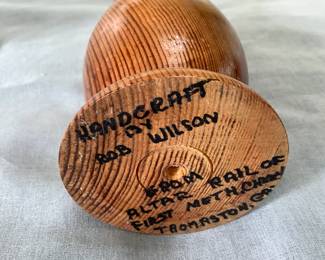 HANDCRAFT
BY
BOB WILSON
FROM
ALTAR RAIL OF
FIRST METH. CHURCH
THOMASTON, GA